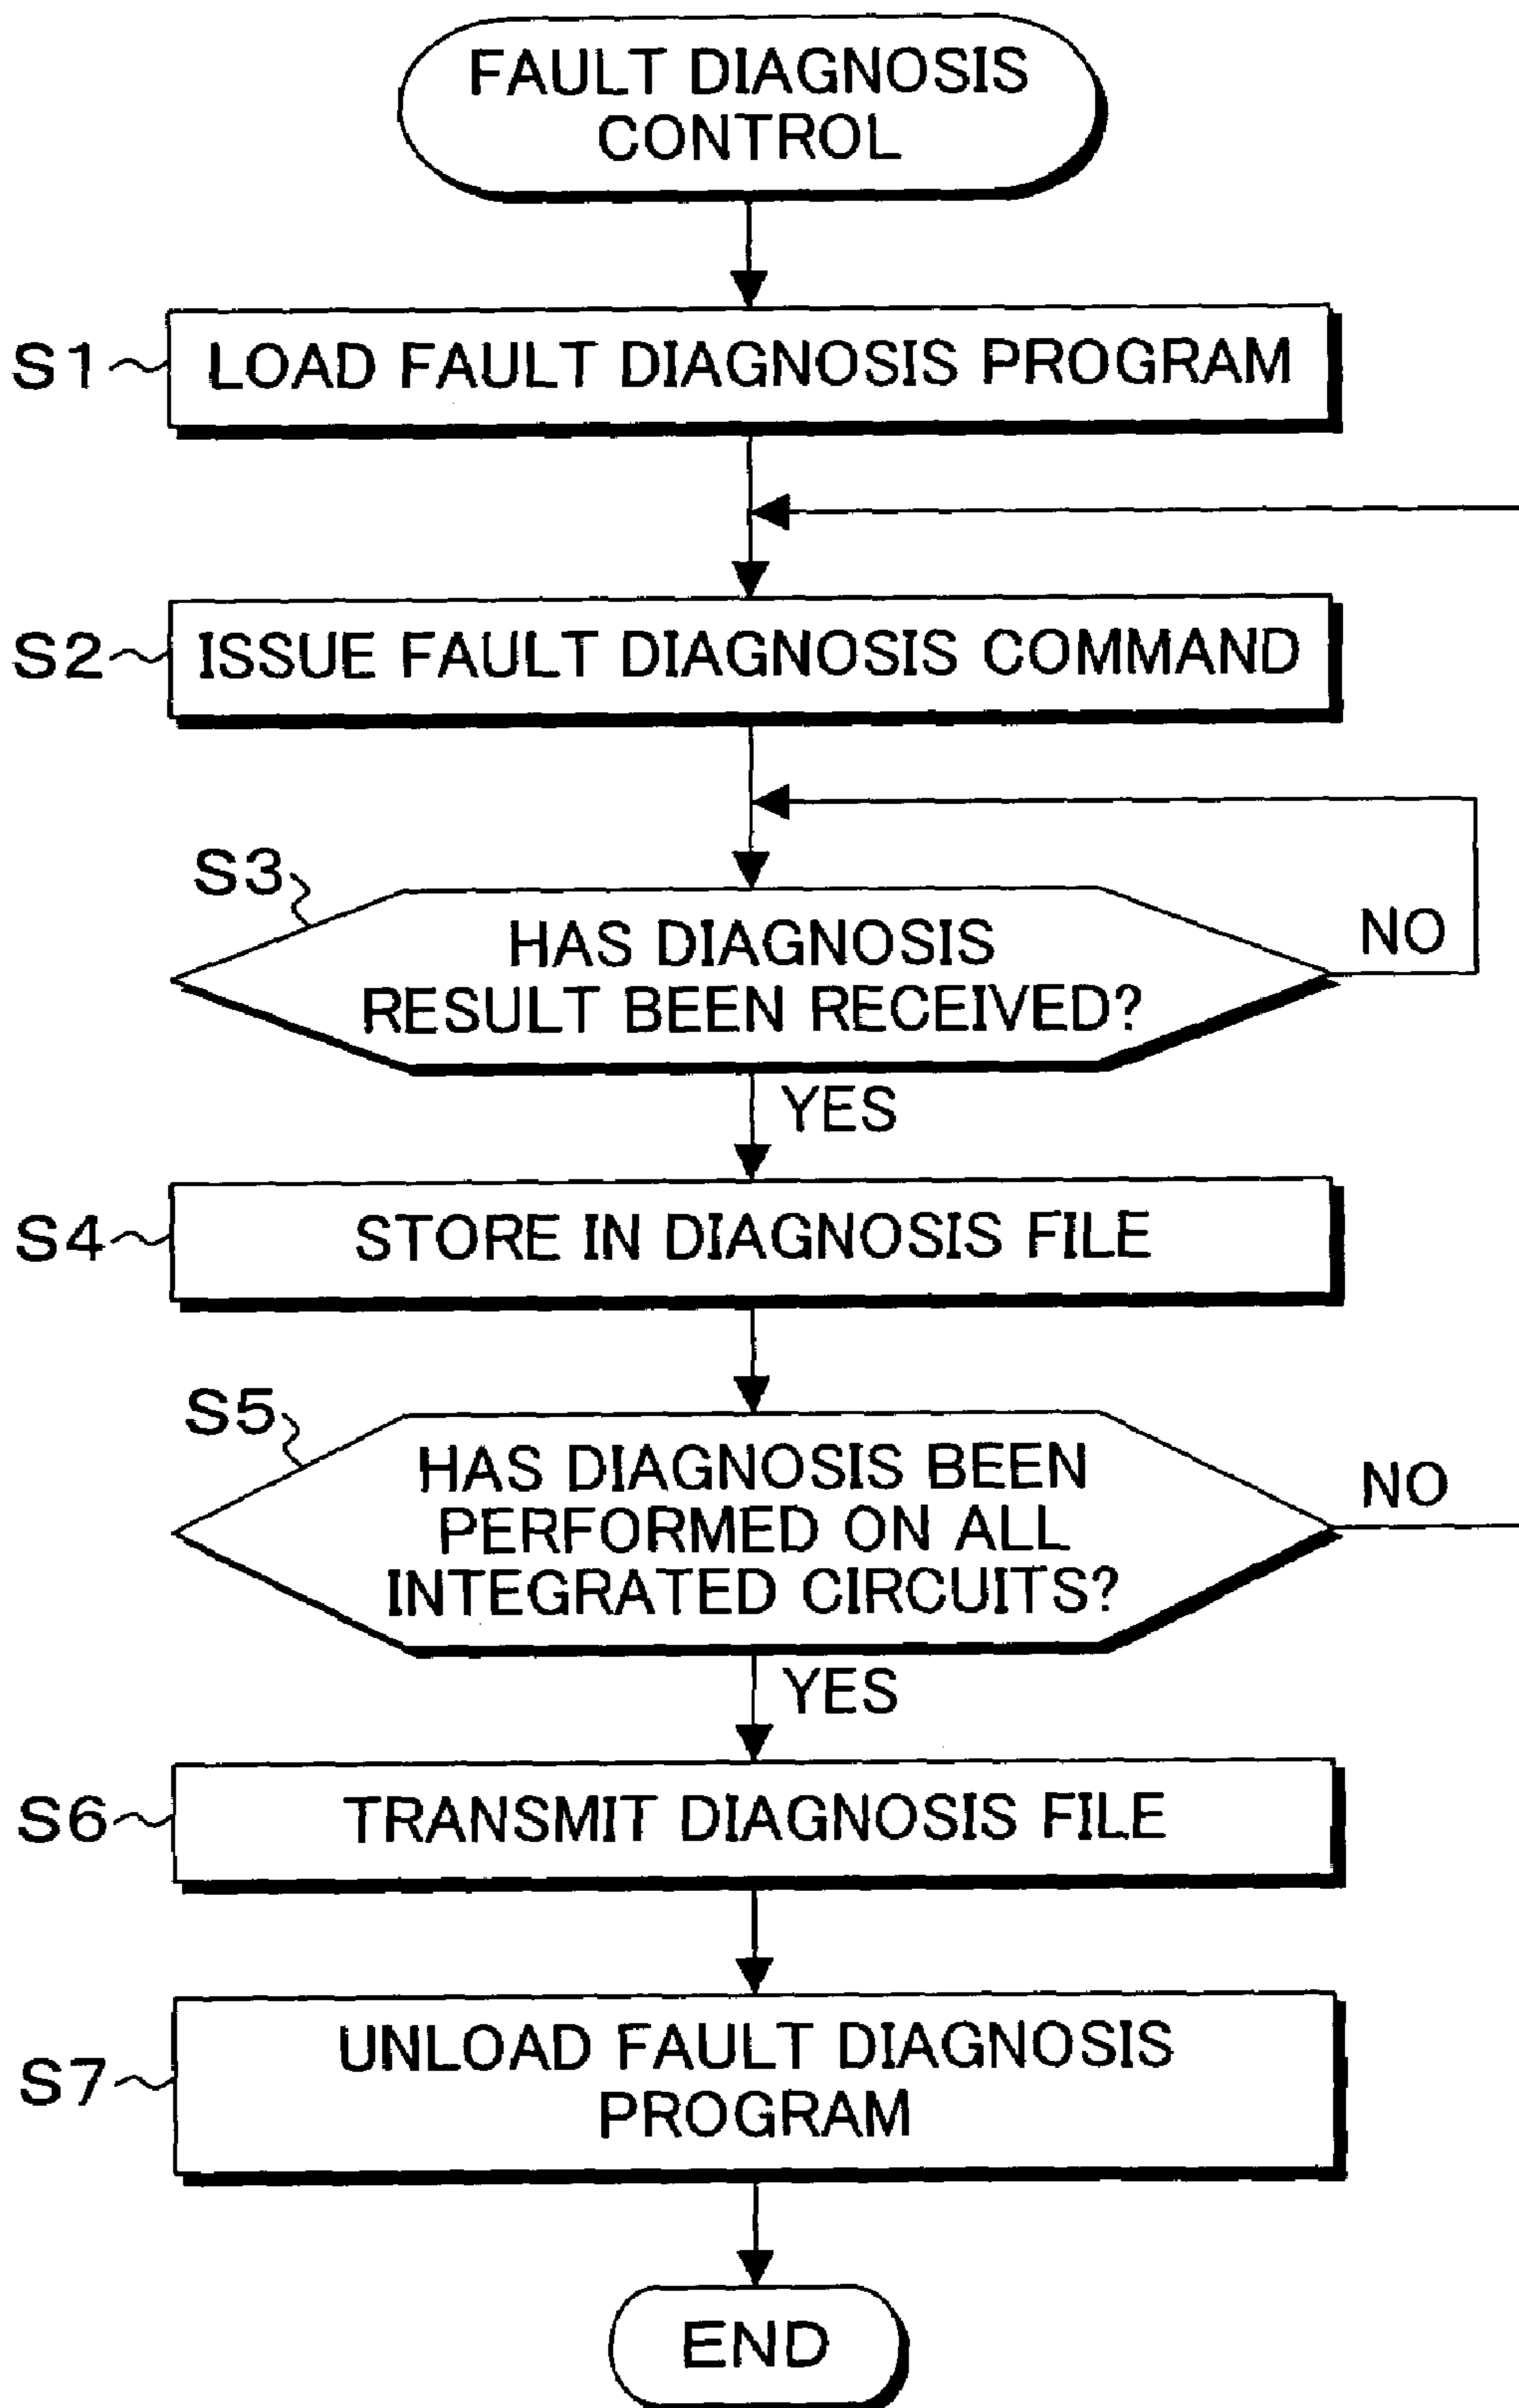 FAULT DIAGNOSIS
CONTROL
S1
LOAD FAULT DIAGNOSIS PROGRAM
S2
ISSUE FAULT DIAGNOSIS COMMAND
S3
HAS DIAGNOSIS
RESULT BEEN RECEIVED?
NO
YES
S4
STORE IN DIAGNOSIS FILE
S5
HAS DIAGNOSIS BEEN
PERFORMED ON ALL
INTEGRATED CIRCUITS?
NO
YES
S6
TRANSMIT DIAGNOSIS FILE
S7
UNLOAD FAULT DIAGNOSIS
PROGRAM
END